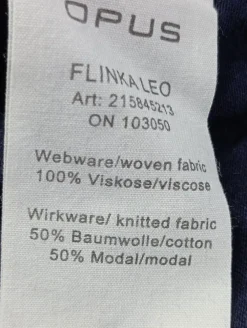 OPUS
FLINKALEO
Art: 215845213
ON 103050
Webware/woven fabric
100% Viskose/viscose
Wirkware/ knitted fabric
50% Baumwolle/cotton
50% Modal/modal